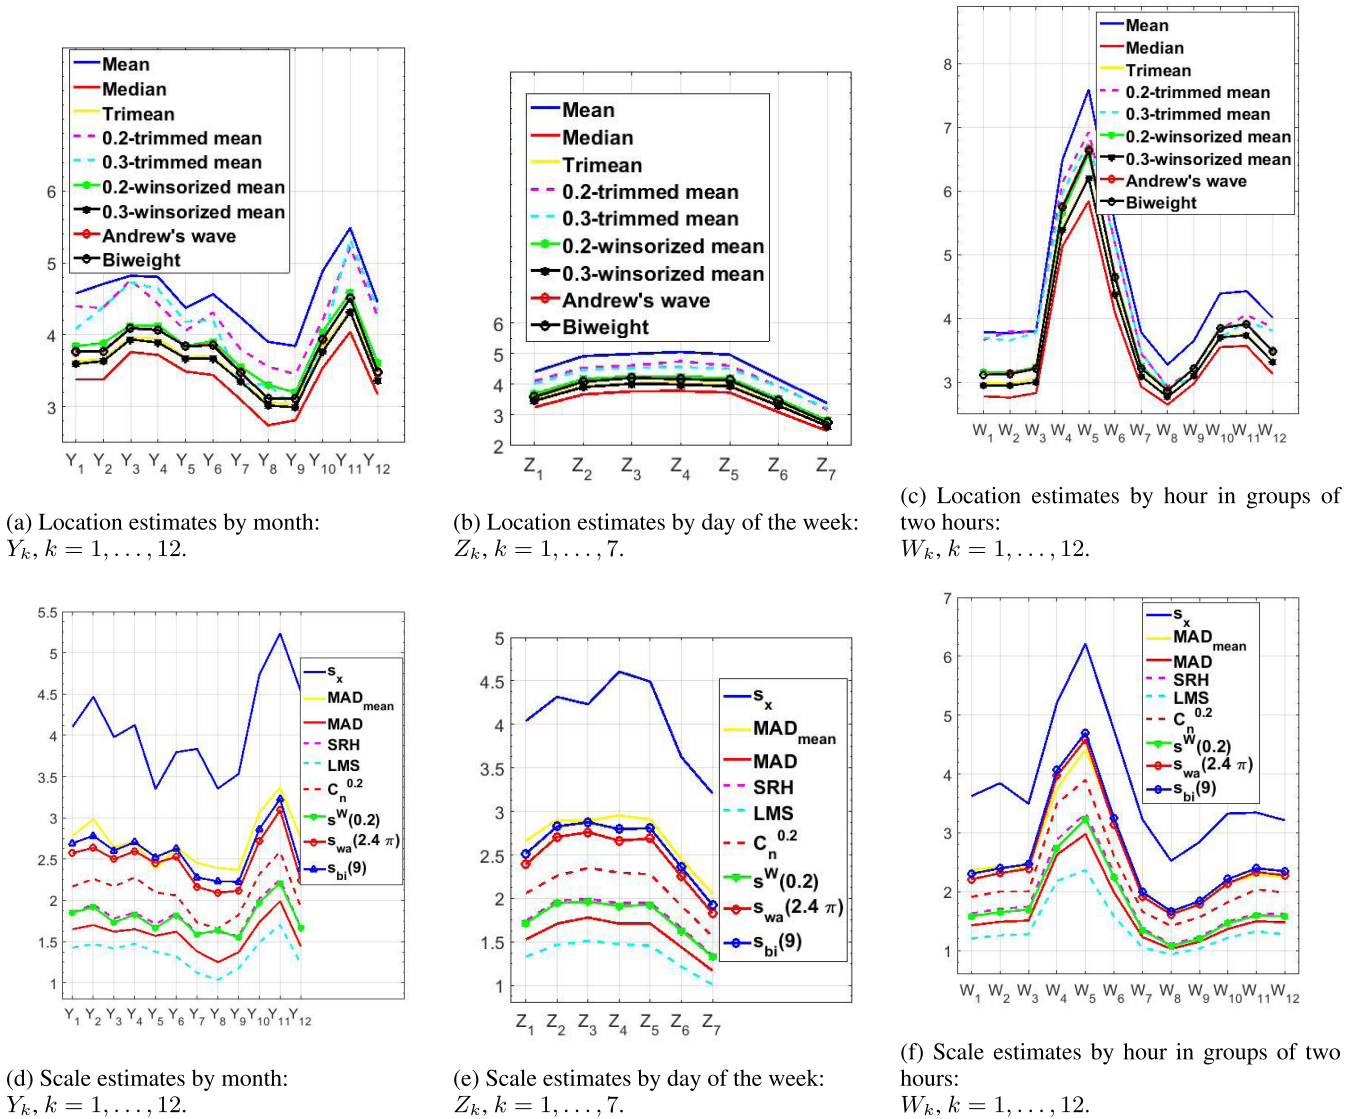 Mean
Median
Trimean
0.2-trimmed mean
0.3-trimmed mean
0.2-winsorized mean
0.3-winsorized mean
Andrew's wave
Biweight
6
5
4
3
Y1 Y2 Y3 Y4 Y5 Y6 Y7 Y8 Y9 Y10 Y11 Y12
(a) Location estimates by month:
Yk, k = 1, . . . , 12.
Mean
Median
Trimean
0.2-trimmed mean
0.3-trimmed mean
0.2-winsorized mean
0.3-winsorized mean
Andrew's wave
Biweight
6
5
4
3
2
Z1 Z2 Z3 Z4 Z5 Z6 Z7
(b) Location estimates by day of the week:
Zk, k = 1, . . . , 7.
Mean
Median
Trimean
0.2-trimmed mean
0.3-trimmed mean
0.2-winsorized mean
0.3-winsorized mean
Andrew's wave
Biweight
8
7
6
5
4
3
W1 W2 W3 W4 W5 W6 W7 W8 W9 W10 W11 W12
(c) Location estimates by hour in groups of
two hours:
Wk, k = 1, . . . , 12.
5.5
5
4.5
4
3.5
3
2.5
2
1.5
1
sx
MADmean
MAD
SRH
LMS
Cn0.2
sW(0.2)
swa(2.4 π)
sbi(9)
Y1 Y2 Y3 Y4 Y5 Y6 Y7 Y8 Y9 Y10 Y11 Y12
(d) Scale estimates by month:
Yk, k = 1, . . . , 12.
5
4.5
4
3.5
3
2.5
2
1.5
1
sx
MADmean
MAD
SRH
LMS
Cn0.2
sW(0.2)
swa(2.4 π)
sbi(9)
Z1 Z2 Z3 Z4 Z5 Z6 Z7
(e) Scale estimates by day of the week:
Zk, k = 1, . . . , 7.
7
6
5
4
3
2
1
sx
MADmean
MAD
SRH
LMS
Cn0.2
sW(0.2)
swa(2.4 π)
sbi(9)
W1 W2 W3 W4 W5 W6 W7 W8 W9 W10 W11 W12
(f) Scale estimates by hour in groups of two
hours:
Wk, k = 1, . . . , 12.